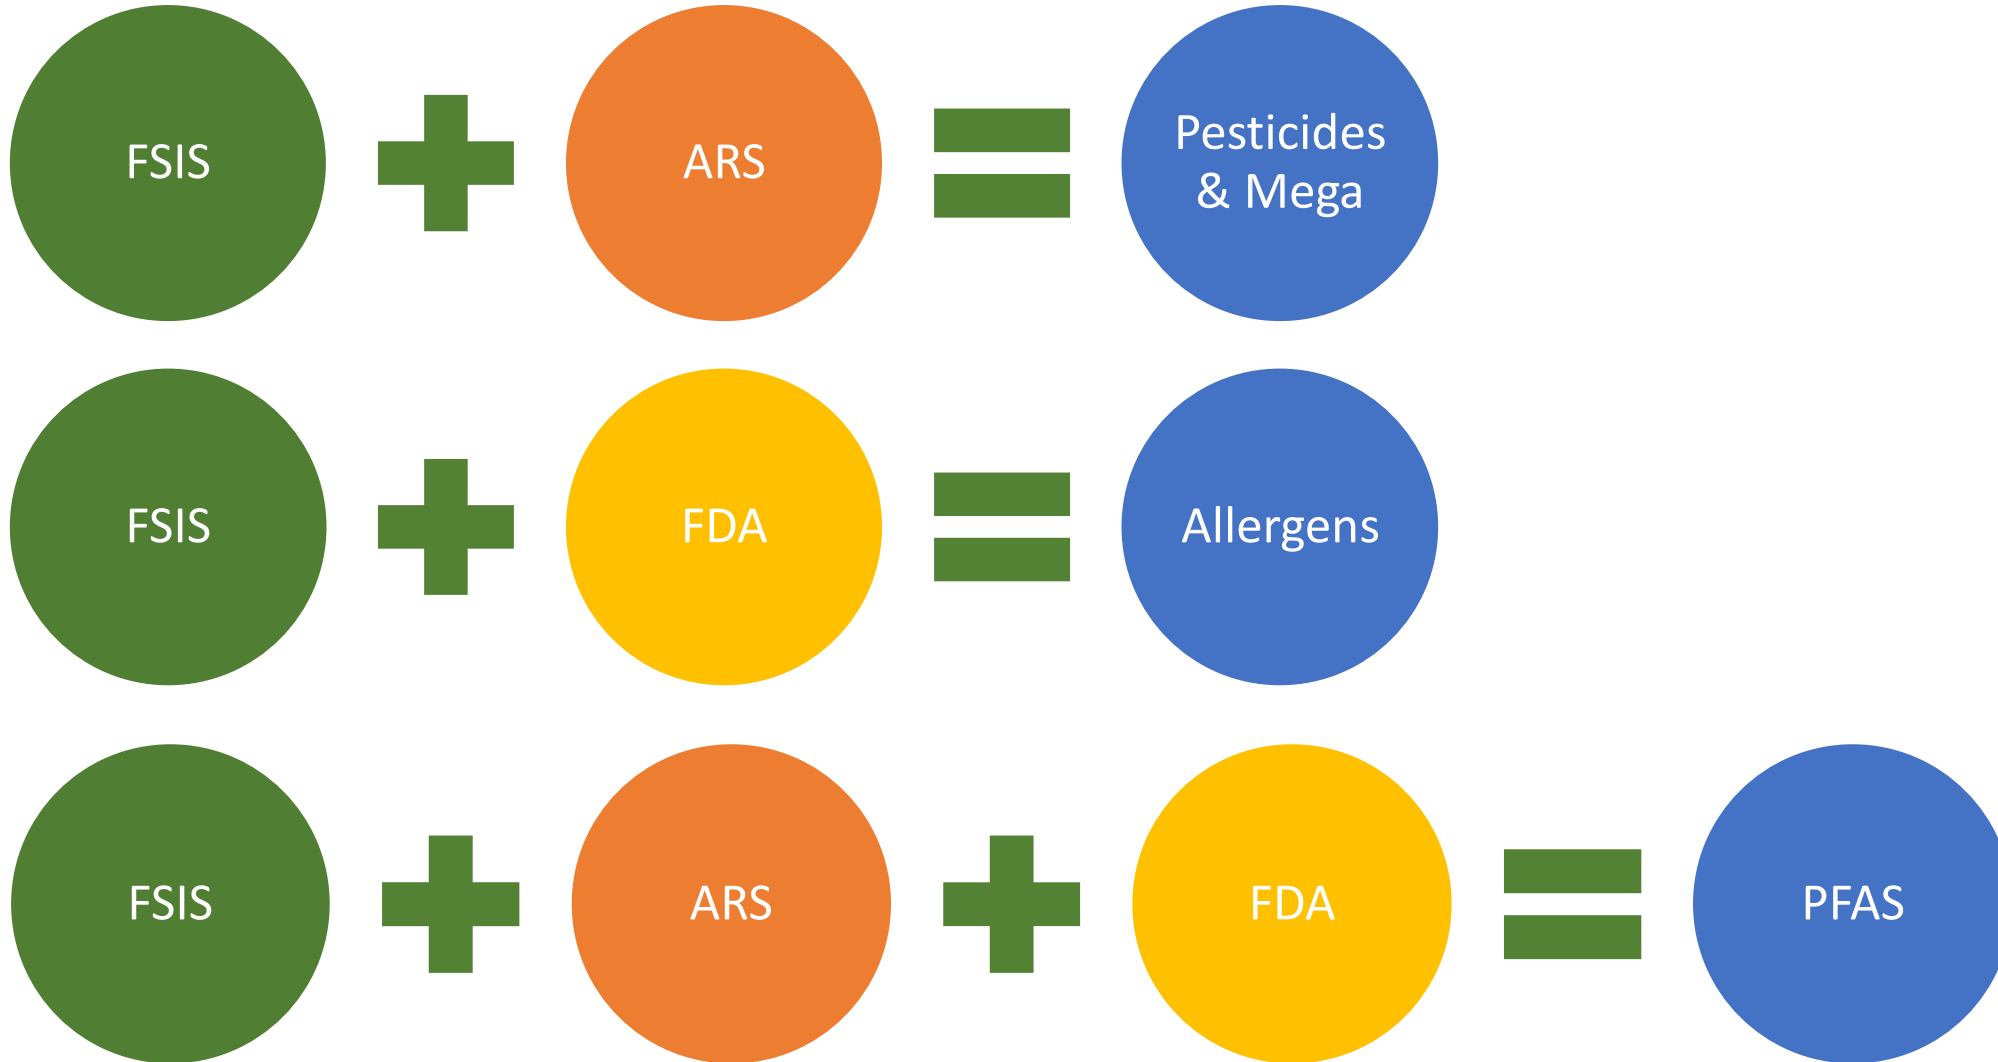 FSIS
ARS
Pesticides
& Mega
FSIS
FDA
Allergens
FSIS
ARS
FDA
PFAS